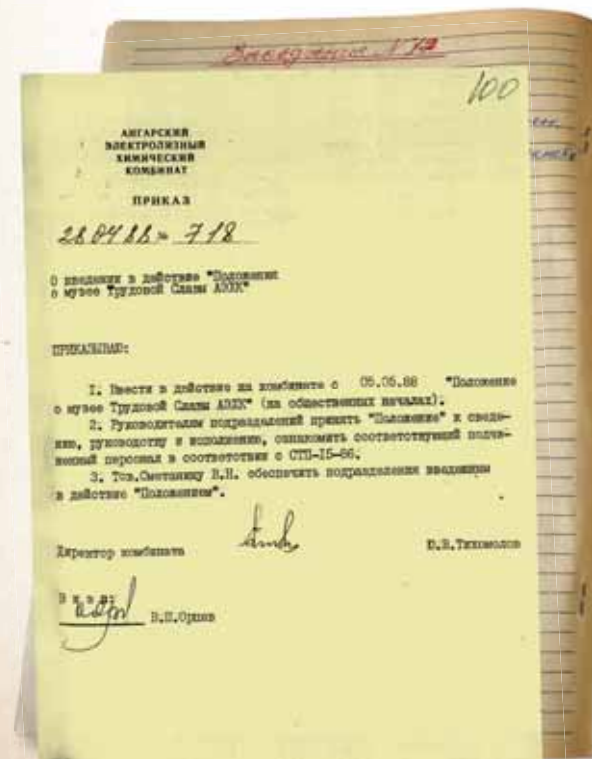 Заседание №12
100
АНГАРСКИЙ
ЭЛЕКТРОЛИЗНЫЙ
ХИМИЧЕСКИЙ
КОМБИНАТ
ПРИКАЗ
28.04.88 № 718
О введении в действие "Положения
о музее Трудовой Славы АЭХК"
ПРИКАЗЫВАЮ:
I. Ввести в действие на комбинате с 05.05.88 "Положение
о музее Трудовой Славы АЭХК" (на общественных началах).
2. Руководителям подразделений принять "Положение" к сведе-
нию, руководству и исполнению, ознакомить соответствующий подчи-
ненный персонал в соответствии с СТП-I5-86.
3. Тов.Сметанину В.Н. обеспечить подразделения введенным
в действие "Положением".
Директор комбината
Тихомолов
В и з ы:
В.П.